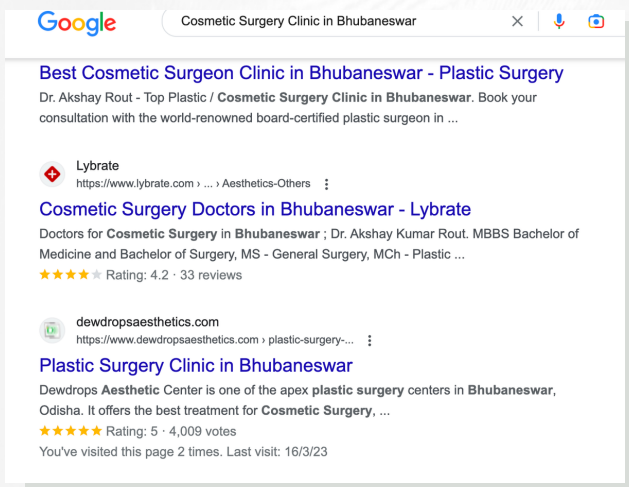 Google
Cosmetic Surgery Clinic in Bhubaneswar
Best Cosmetic Surgeon Clinic in Bhubaneswar - Plastic Surgery
Dr. Akshay Rout - Top Plastic / Cosmetic Surgery Clinic in Bhubaneswar. Book your
consultation with the world-renowned board-certified plastic surgeon in ...
Lybrate
https://www.lybrate.com › ... › Aesthetics-Others
Cosmetic Surgery Doctors in Bhubaneswar - Lybrate
Doctors for Cosmetic Surgery in Bhubaneswar ; Dr. Akshay Kumar Rout. MBBS Bachelor of
Medicine and Bachelor of Surgery, MS - General Surgery, MCh - Plastic ...
Rating: 4.2 · 33 reviews
dewdropsaesthetics.com
https://www.dewdropsaesthetics.com › plastic-surgery-...
Plastic Surgery Clinic in Bhubaneswar
Dewdrops Aesthetic Center is one of the apex plastic surgery centers in Bhubaneswar,
Odisha. It offers the best treatment for Cosmetic Surgery, ...
Rating: 5 · 4,009 votes
You've visited this page 2 times. Last visit: 16/3/23